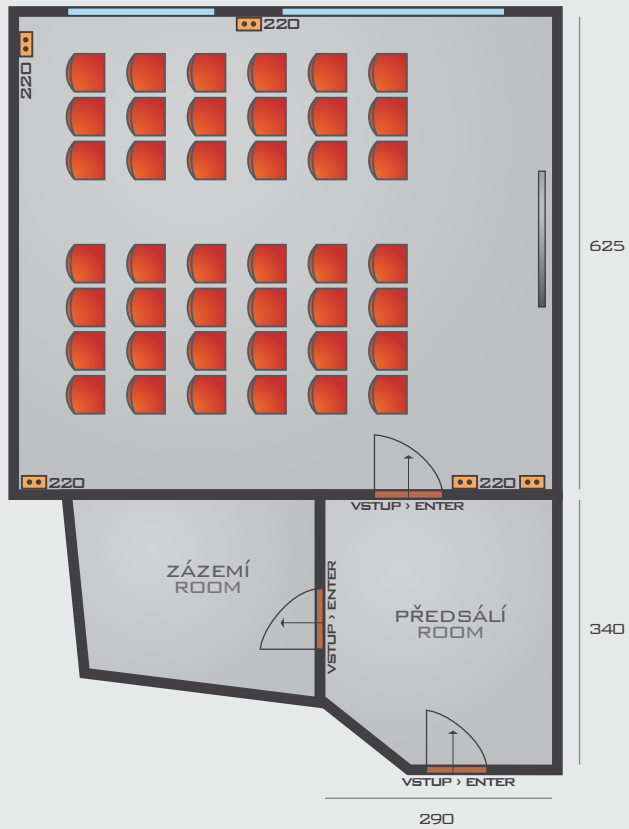 220
220
625
220
220
VSTUP › ENTER
ZÁZEMÍ
ROOM
VSTUP › ENTER
PŘEDSÁLÍ
ROOM
340
VSTUP › ENTER
290